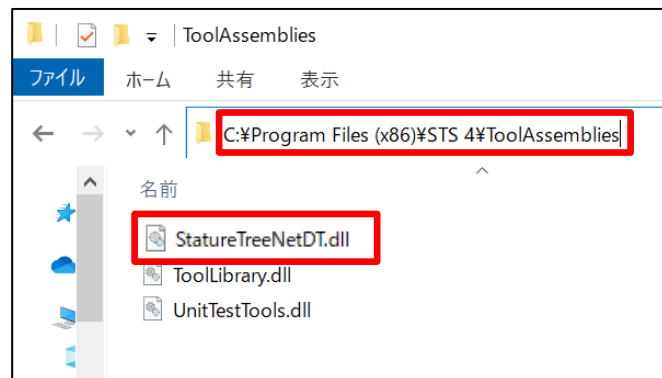 ToolAssemblies
ファイル ホーム 共有 表示
C:¥Program Files (x86)¥STS 4¥ToolAssemblies
名前
StatureTreeNetDT.dll
ToolLibrary.dll
UnitTestTools.dll